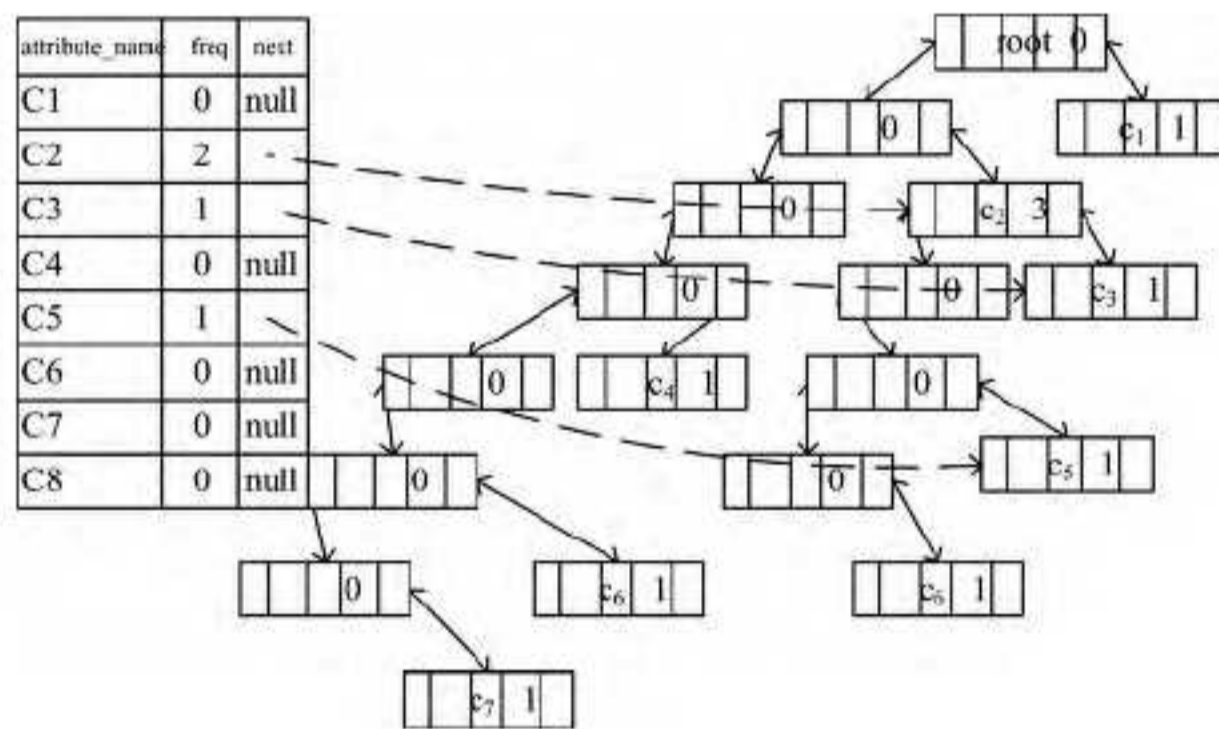 attribute_name freq next
C1 0 null
C2 2 -
C3 1
C4 0 null
C5 1
C6 0 null
C7 0 null
C8 0 null
root 0
0 c₁ 1
0 c₂ 3
0 0 c₃ 1
0 c₄ 1 0
0 0 c₅ 1
0 c₆ 1 c₆ 1
c₇ 1